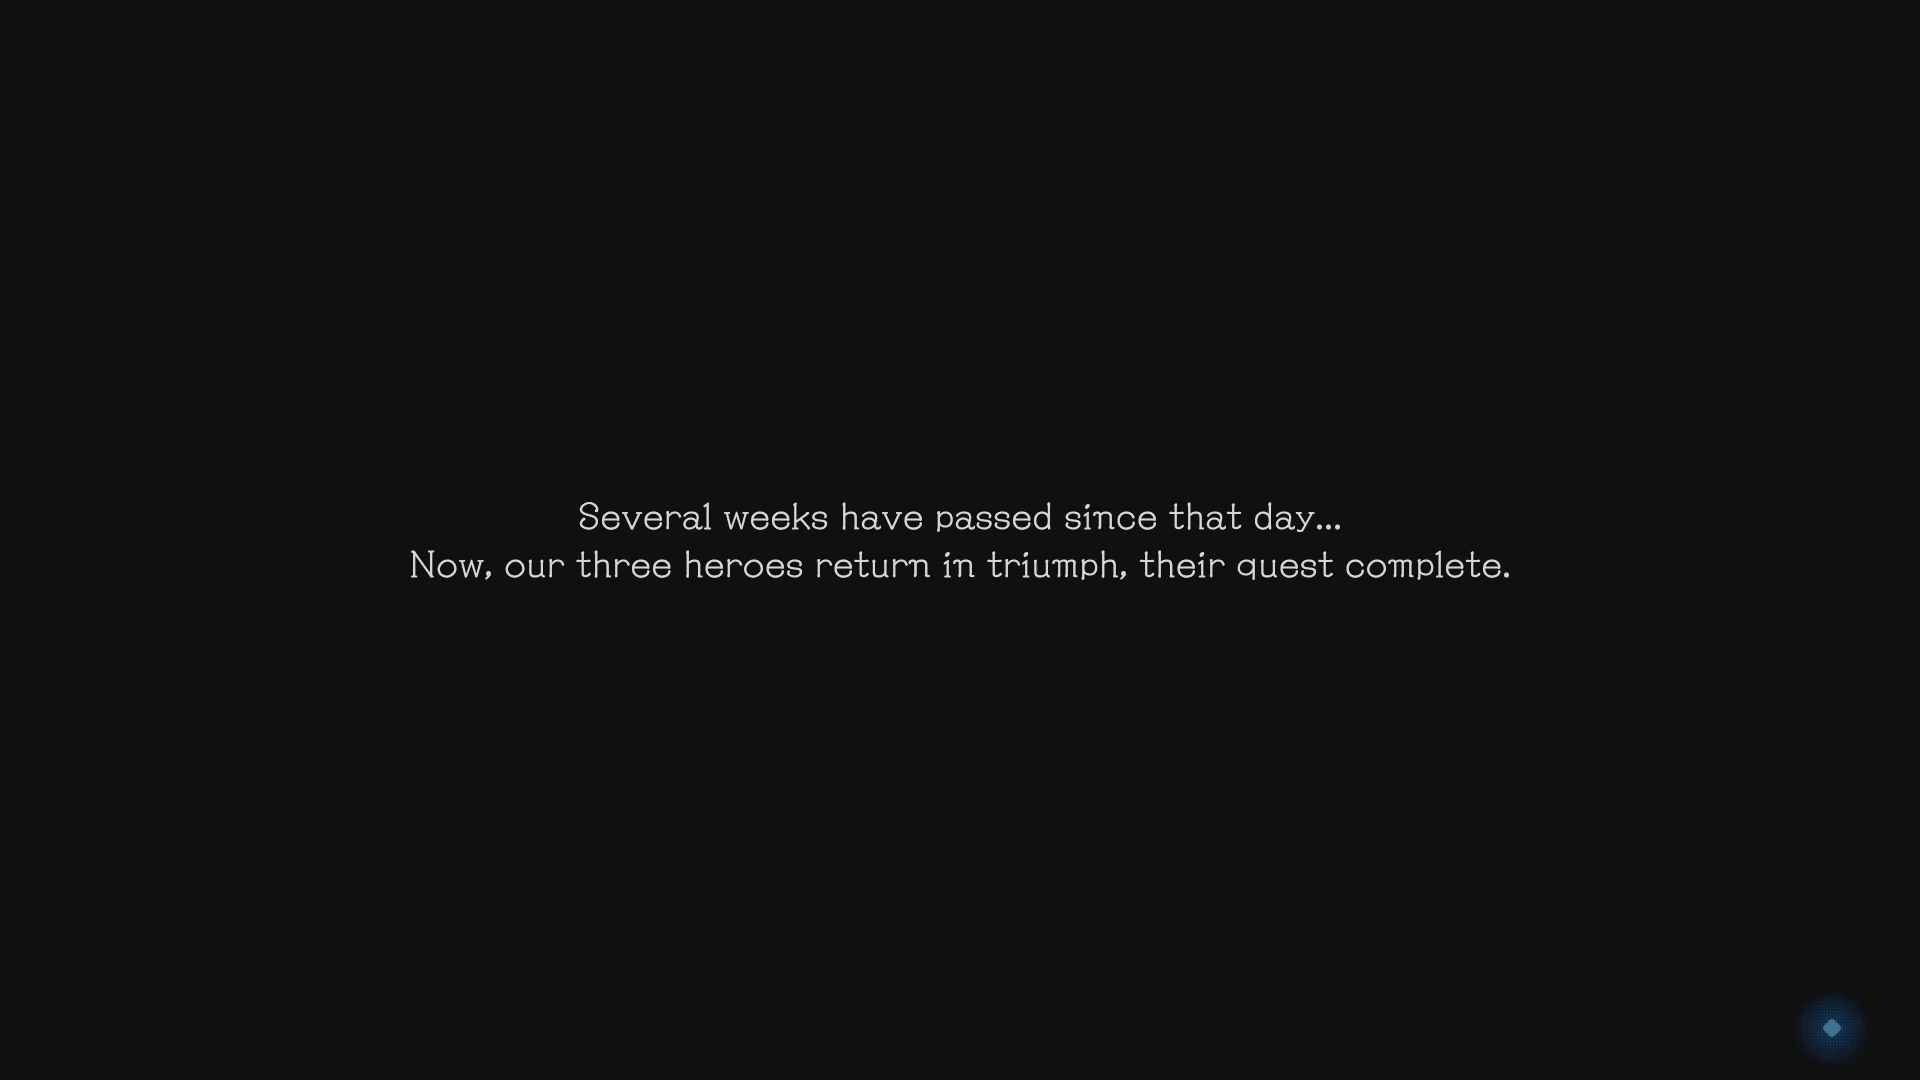 Several weeks have passed since that day...
Now, our three heroes return in triumph, their quest complete.